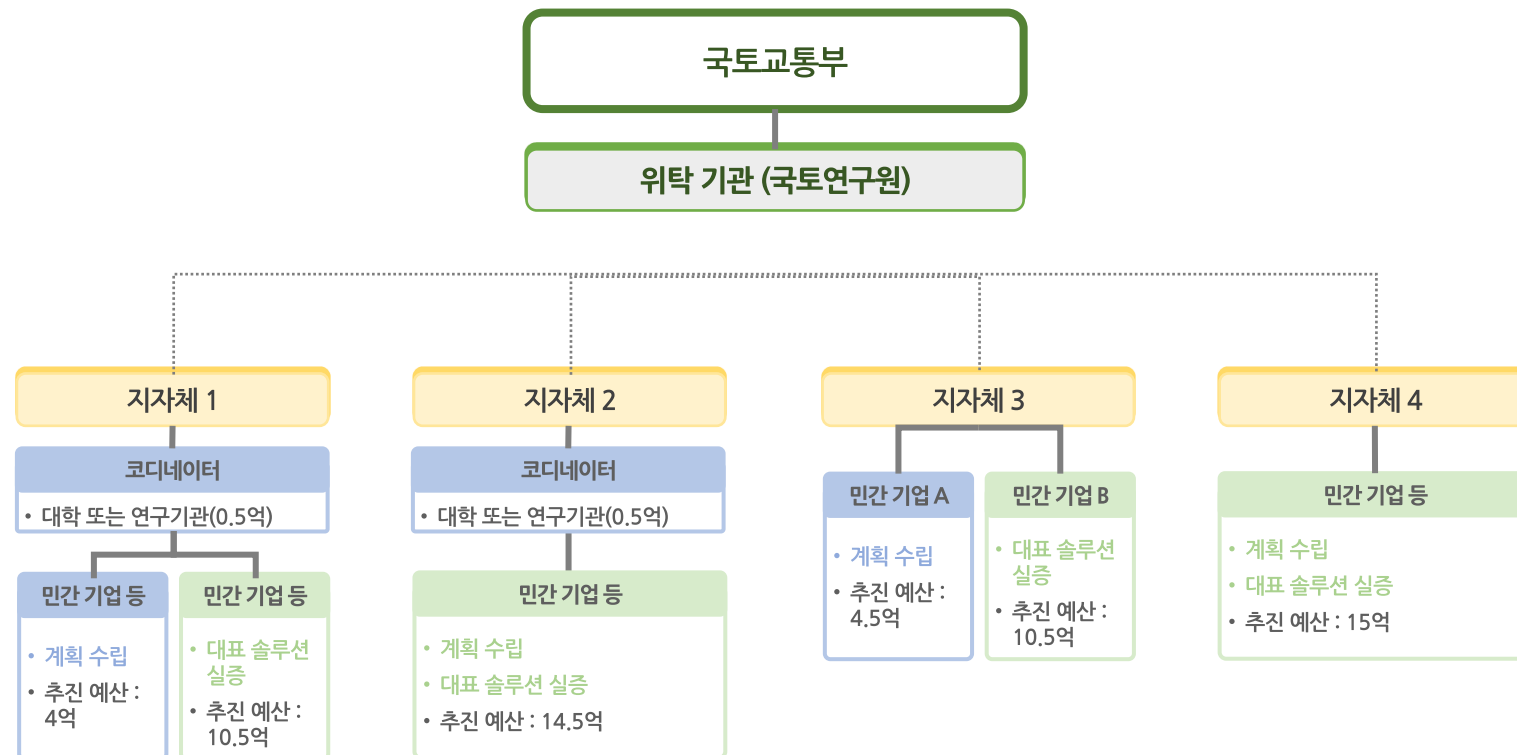 국토교통부
위탁 기관 (국토연구원)
지자체 1
코디네이터
• 대학 또는 연구기관(0.5억)
민간 기업 등
• 계획 수립
• 추진 예산 :
4억
민간 기업 등
• 대표 솔루션
실증
• 추진 예산 :
10.5억
지자체 2
코디네이터
• 대학 또는 연구기관(0.5억)
민간 기업 등
• 계획 수립
• 대표 솔루션 실증
• 추진 예산 : 14.5억
지자체 3
민간 기업 A
• 계획 수립
• 추진 예산 :
4.5억
민간 기업 B
• 대표 솔루션
실증
• 추진 예산 :
10.5억
지자체 4
민간 기업 등
• 계획 수립
• 대표 솔루션 실증
• 추진 예산 : 15억